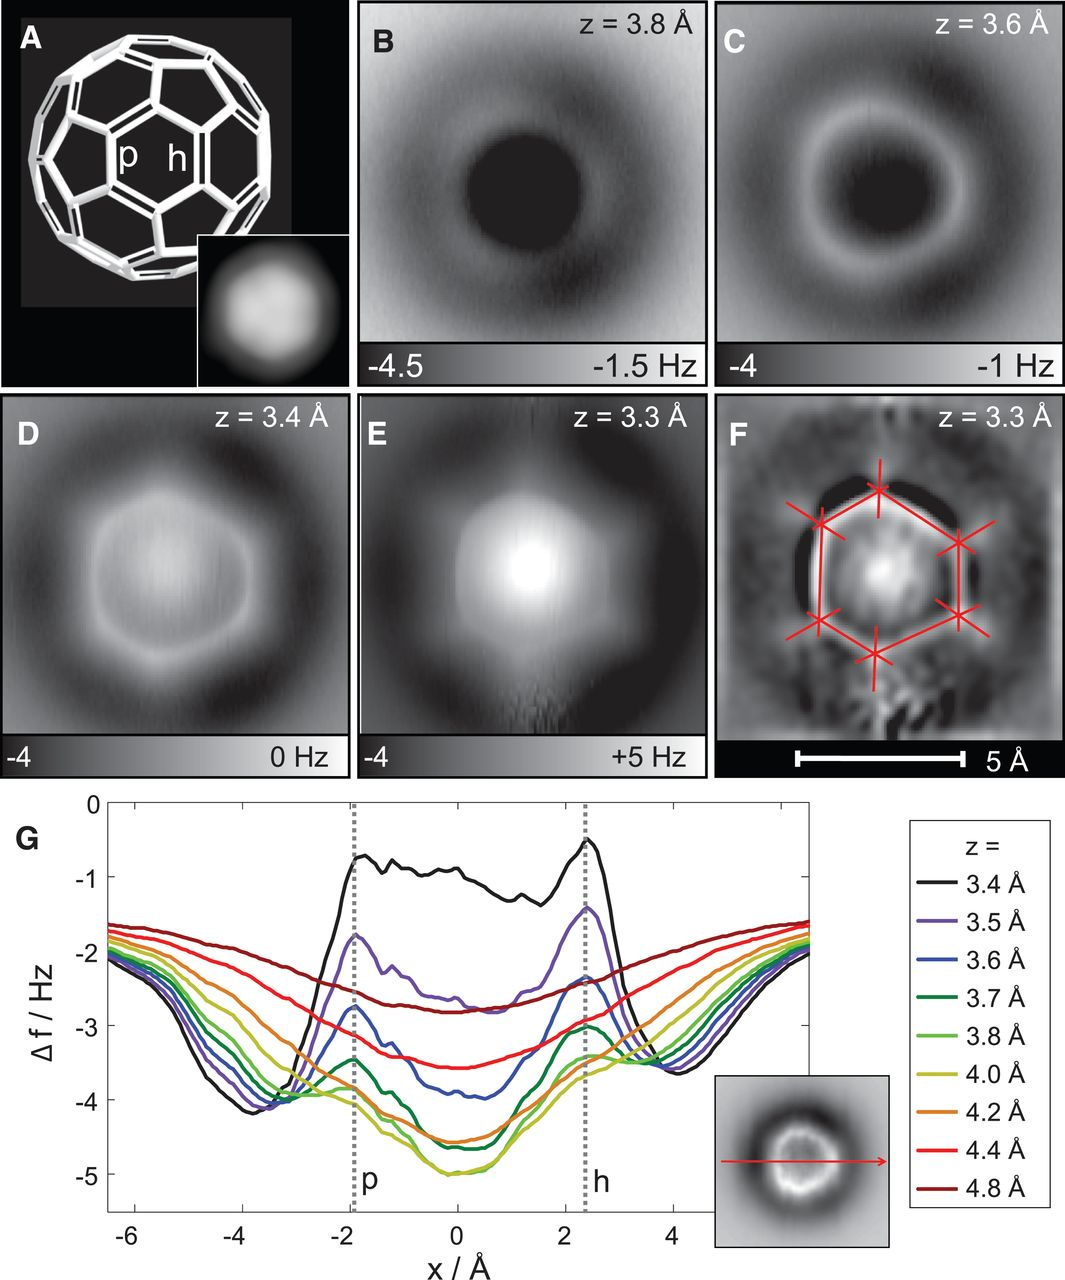 A
p h
B z = 3.8 Å
-4.5 -1.5 Hz
C z = 3.6 Å
-4 -1 Hz
D z = 3.4 Å
-4 0 Hz
E z = 3.3 Å
-4 +5 Hz
F z = 3.3 Å
5 Å
G
0
-1
-2
-3
-4
-5
Δf / Hz
p h
-6 -4 -2 0 2 4
x / Å
z =
3.4 Å
3.5 Å
3.6 Å
3.7 Å
3.8 Å
4.0 Å
4.2 Å
4.4 Å
4.8 Å